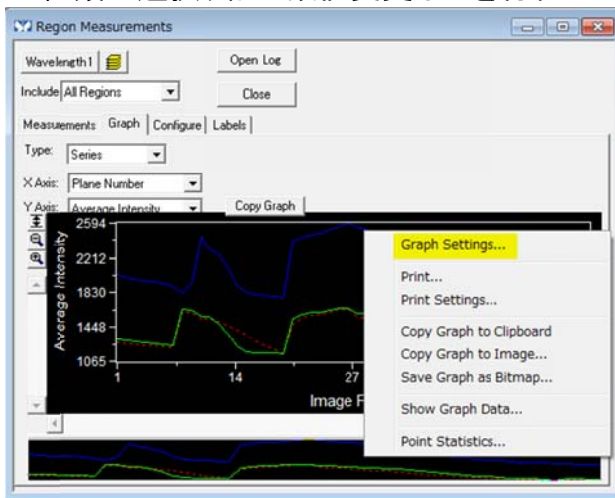 Regon Measurements
Wavelength1
Open Log
Include All Regions
Close
Measurements Graph Configure Labels
Type: Series
X Axis: Plane Number
Y Axis: Average Intensity
Copy Graph
2594
2212
1830
1448
1065
Average Intensity
1 14 27
Image F
Graph Settings...
Print...
Print Settings...
Copy Graph to Clipboard
Copy Graph to Image...
Save Graph as Bitmap...
Show Graph Data...
Point Statistics...